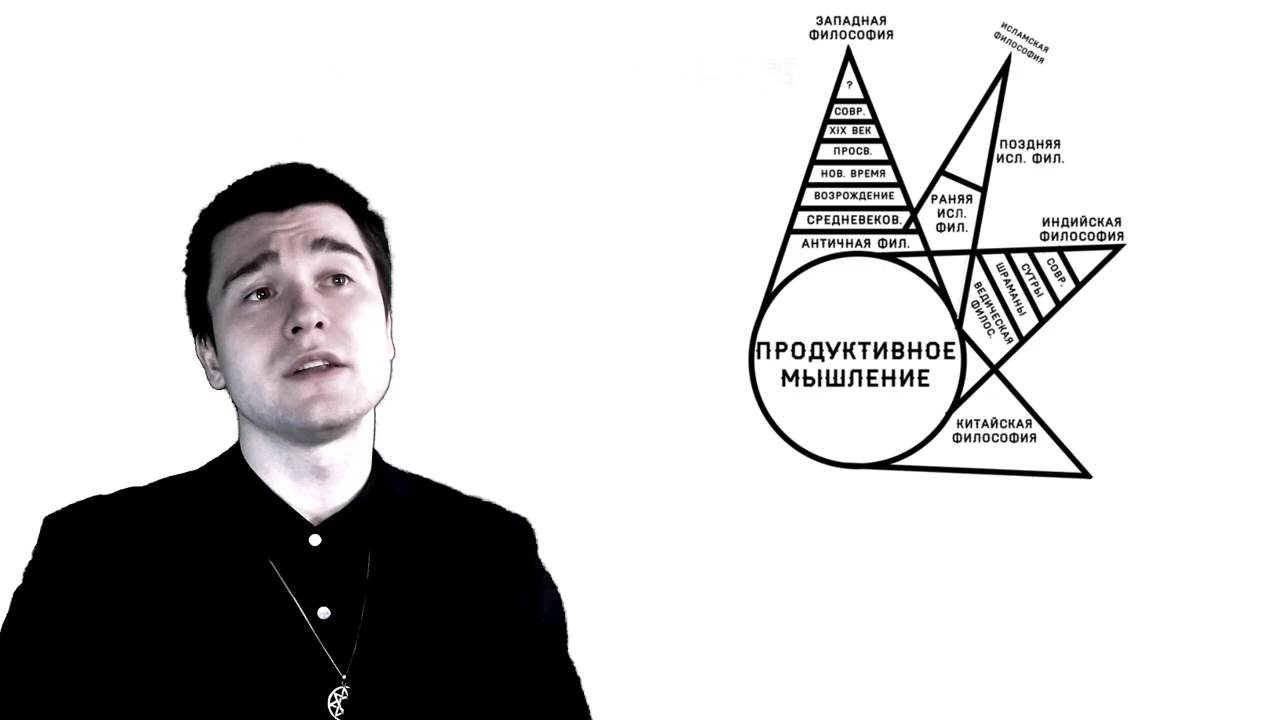 ЗАПАДНАЯ
ФИЛОСОФИЯ
?
СОВР.
XIX ВЕК
ПРОСВ.
НОВ. ВРЕМЯ
ВОЗРОЖДЕНИЕ
СРЕДНЕВЕКОВ.
АНТИЧНАЯ ФИЛ.
ИСЛАМСКАЯ
ФИЛОСОФИЯ
ПОЗДНЯЯ
ИСЛ. ФИЛ.
РАНЯЯ
ИСЛ.
ФИЛ.
ИНДИЙСКАЯ
ФИЛОСОФИЯ
СОВР.
СУТРЫ
ШРАМАНЫ
ВЕДИЧЕСКАЯ
ФИЛОС.
ПРОДУКТИВНОЕ
МЫШЛЕНИЕ
КИТАЙСКАЯ
ФИЛОСОФИЯ